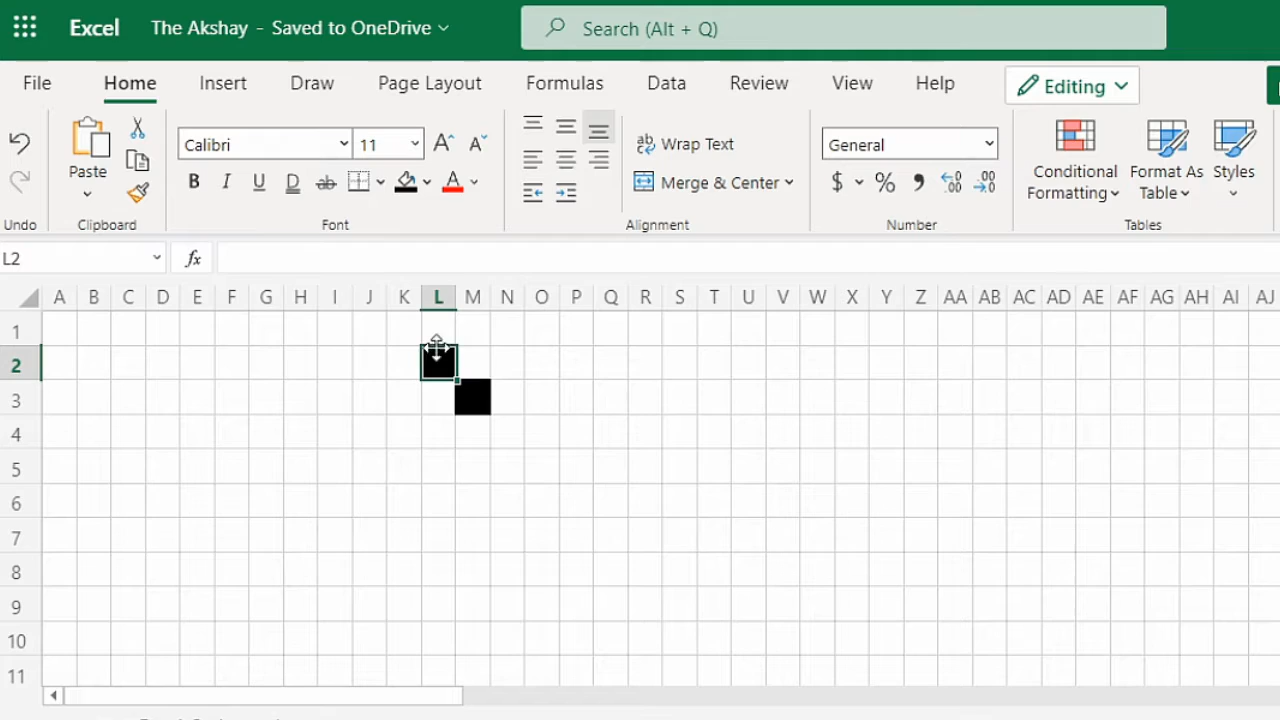 Excel The Akshay - Saved to OneDrive Search (Alt + Q)
File Home Insert Draw Page Layout Formulas Data Review View Help Editing
Calibri 11 Wrap Text General
Paste B I U D ab A Merge & Center $ % , Conditional Formatting Format As Table Styles
Undo Clipboard Font Alignment Number Tables
L2 fx
A B C D E F G H I J K L M N O P Q R S T U V W X Y Z AA AB AC AD AE AF AG AH AI AJ
1
2
3
4
5
6
7
8
9
10
11